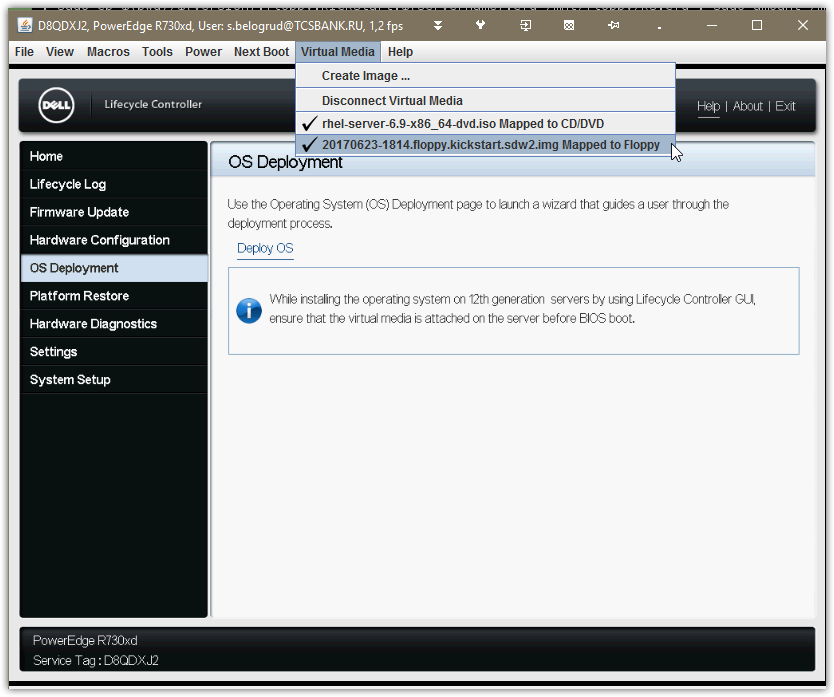 D8QDXJ2, PowerEdge R730xd, User: s.belogrud@TCSBANK.RU, 1,2 fps
File View Macros Tools Power Next Boot Virtual Media Help
Create Image ...
Disconnect Virtual Media
rhel-server-6.9-x86_64-dvd.iso Mapped to CD/DVD
20170623-1814.floppy.kickstart.sdw2.img Mapped to Floppy
DELL Lifecycle Controller
Help | About | Exit
Home
Lifecycle Log
Firmware Update
Hardware Configuration
OS Deployment
Platform Restore
Hardware Diagnostics
Settings
System Setup
OS Deployment
Use the Operating System (OS) Deployment page to launch a wizard that guides a user through the
deployment process.
Deploy OS
While installing the operating system on 12th generation servers by using Lifecycle Controller GUI,
ensure that the virtual media is attached on the server before BIOS boot.
PowerEdge R730xd
Service Tag : D8QDXJ2